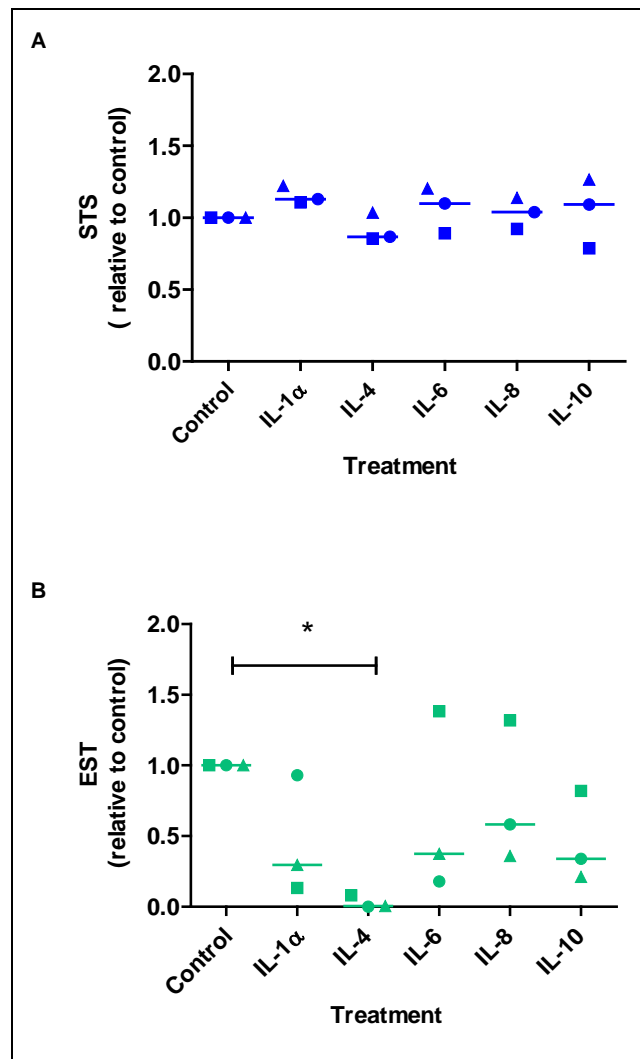 A
2.0
1.5
1.0
0.5
0.0
STS
( relative to control)
Control
IL-1α
IL-4
IL-6
IL-8
IL-10
Treatment
B
2.0
1.5
1.0
0.5
0.0
EST
(relative to control)
*
Control
IL-1α
IL-4
IL-6
IL-8
IL-10
Treatment